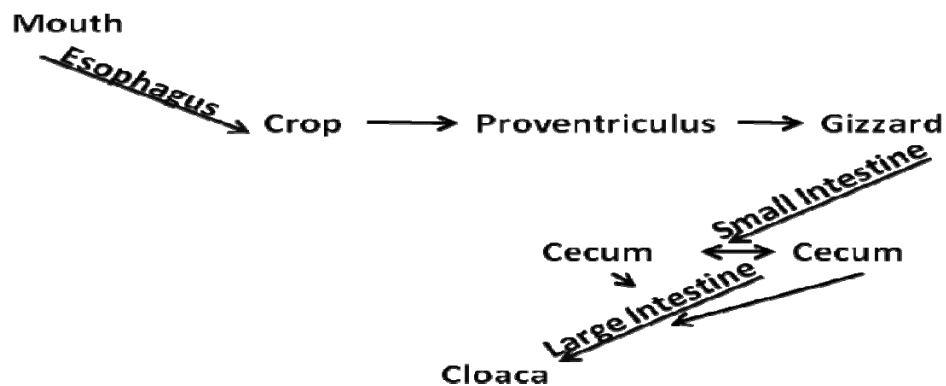 Mouth
Esophagus
Crop
Proventriculus
Gizzard
Small Intestine
Cecum
Cecum
Large Intestine
Cloaca